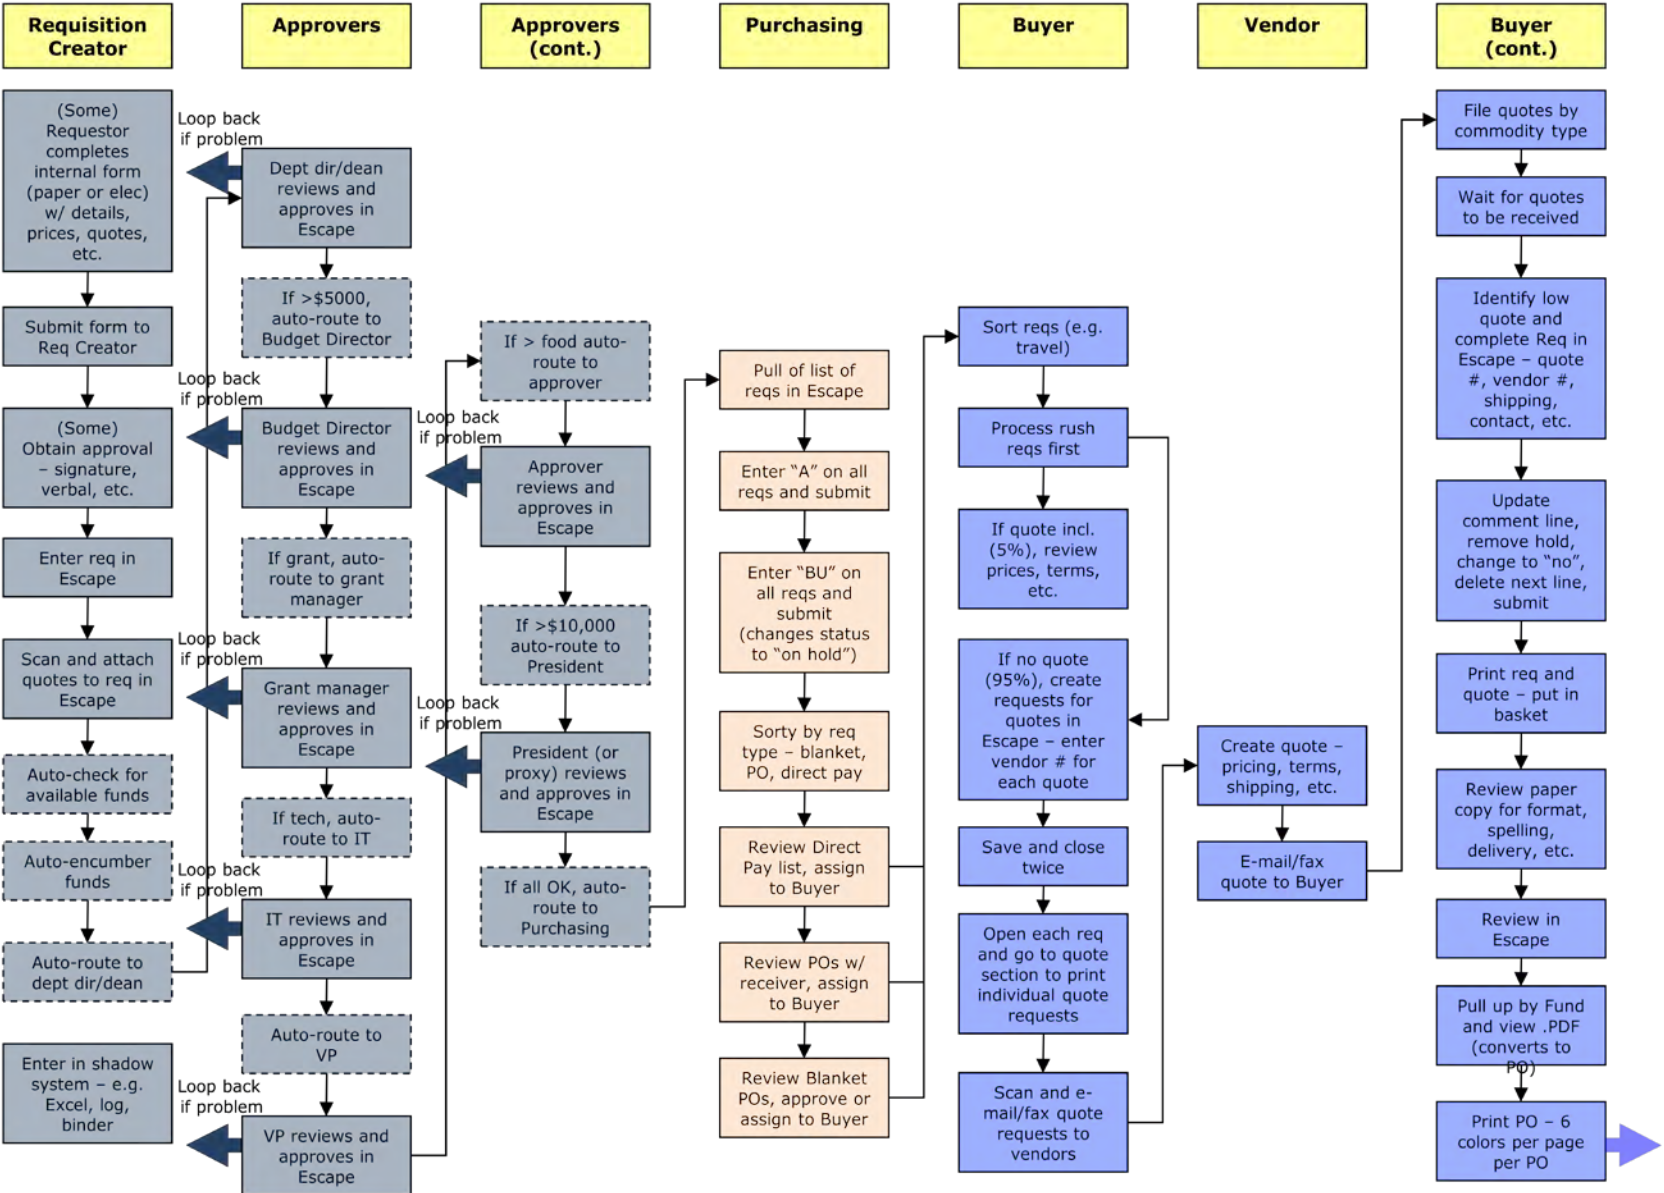 Requisition
Creator
Approvers
Approvers
(cont.)
Purchasing
Buyer
Vendor
Buyer
(cont.)
(Some)
Requestor
completes
internal form
(paper or elec)
w/ details,
prices, quotes,
etc.
Submit form to
Req Creator
(Some)
Obtain approval
– signature,
verbal, etc.
Enter req in
Escape
Scan and attach
quotes to req in
Escape
Auto-check for
available funds
Auto-encumber
funds
Auto-route to
dept dir/dean
Enter in shadow
system – e.g.
Excel, log,
binder
Loop back
if problem
Dept dir/dean
reviews and
approves in
Escape
If >$5000,
auto-route to
Budget Director
Loop back
if problem
Budget Director
reviews and
approves in
Escape
If grant, auto-
route to grant
manager
Loop back
if problem
Grant manager
reviews and
approves in
Escape
If tech, auto-
route to IT
Loop back
if problem
IT reviews and
approves in
Escape
Auto-route to
VP
Loop back
if problem
VP reviews and
approves in
Escape
If > food auto-
route to
approver
Loop back
if problem
Approver
reviews and
approves in
Escape
If >$10,000
auto-route to
President
Loop back
if problem
President (or
proxy) reviews
and approves in
Escape
If all OK, auto-
route to
Purchasing
Pull of list of
reqs in Escape
Enter “A” on all
reqs and submit
Enter “BU” on
all reqs and
submit
(changes status
to “on hold”)
Sorty by req
type – blanket,
PO, direct pay
Review Direct
Pay list, assign
to Buyer
Review POs w/
receiver, assign
to Buyer
Review Blanket
POs, approve or
assign to Buyer
Sort reqs (e.g.
travel)
Process rush
reqs first
If quote incl.
(5%), review
prices, terms,
etc.
If no quote
(95%), create
requests for
quotes in
Escape – enter
vendor # for
each quote
Save and close
twice
Open each req
and go to quote
section to print
individual quote
requests
Scan and e-
mail/fax quote
requests to
vendors
Create quote –
pricing, terms,
shipping, etc.
E-mail/fax
quote to Buyer
File quotes by
commodity type
Wait for quotes
to be received
Identify low
quote and
complete Req in
Escape – quote
#, vendor #,
shipping,
contact, etc.
Update
comment line,
remove hold,
change to “no”,
delete next line,
submit
Print req and
quote – put in
basket
Review paper
copy for format,
spelling,
delivery, etc.
Review in
Escape
Pull up by Fund
and view .PDF
(converts to
PO)
Print PO – 6
colors per page
per PO